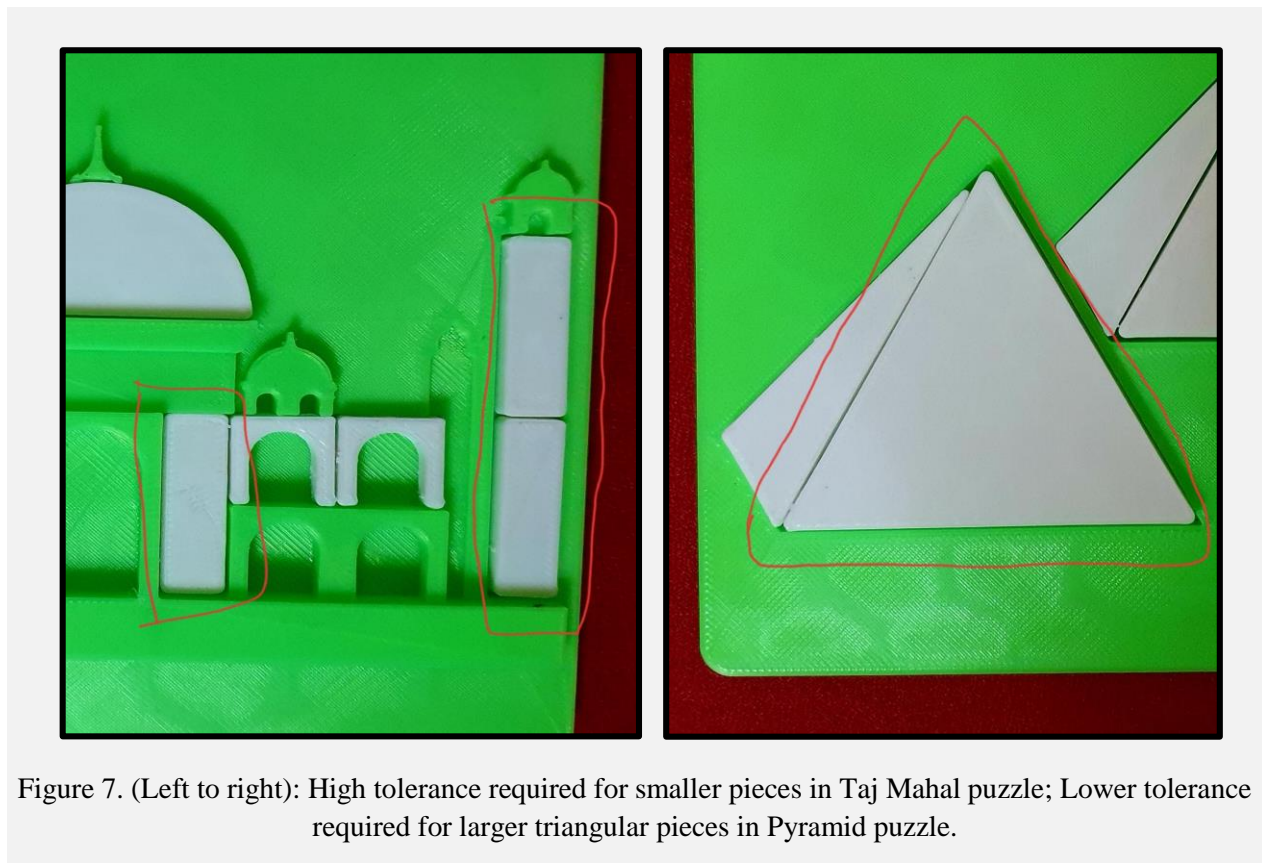 Figure 7. (Left to right): High tolerance required for smaller pieces in Taj Mahal puzzle; Lower tolerance
required for larger triangular pieces in Pyramid puzzle.